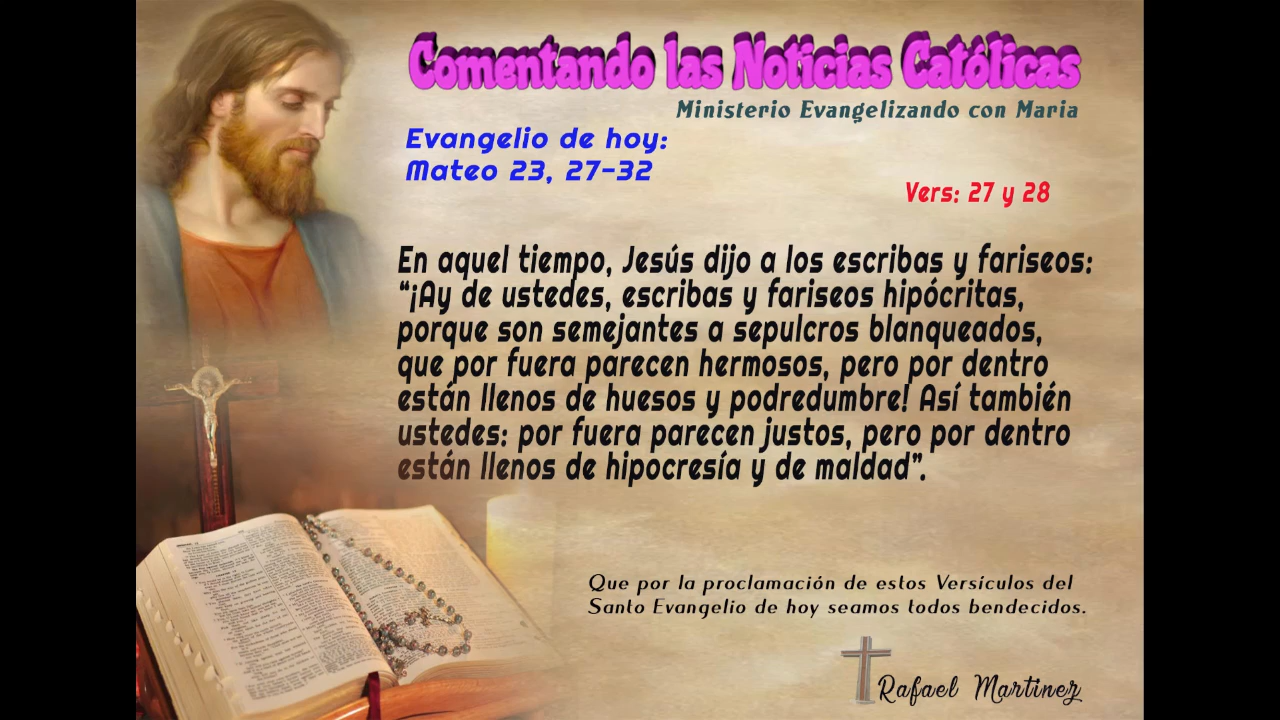 Comentando las Noticias Católicas
Ministerio Evangelizando con Maria
Evangelio de hoy:
Mateo 23, 27-32
Vers: 27 y 28
En aquel tiempo, Jesús dijo a los escribas y fariseos:
“¡Ay de ustedes, escribas y fariseos hipócritas,
porque son semejantes a sepulcros blanqueados,
que por fuera parecen hermosos, pero por dentro
están llenos de huesos y podredumbre! Así también
ustedes: por fuera parecen justos, pero por dentro
están llenos de hipocresía y de maldad”.
Que por la proclamación de estos Versículos del
Santo Evangelio de hoy seamos todos bendecidos.
Rafael Martinez